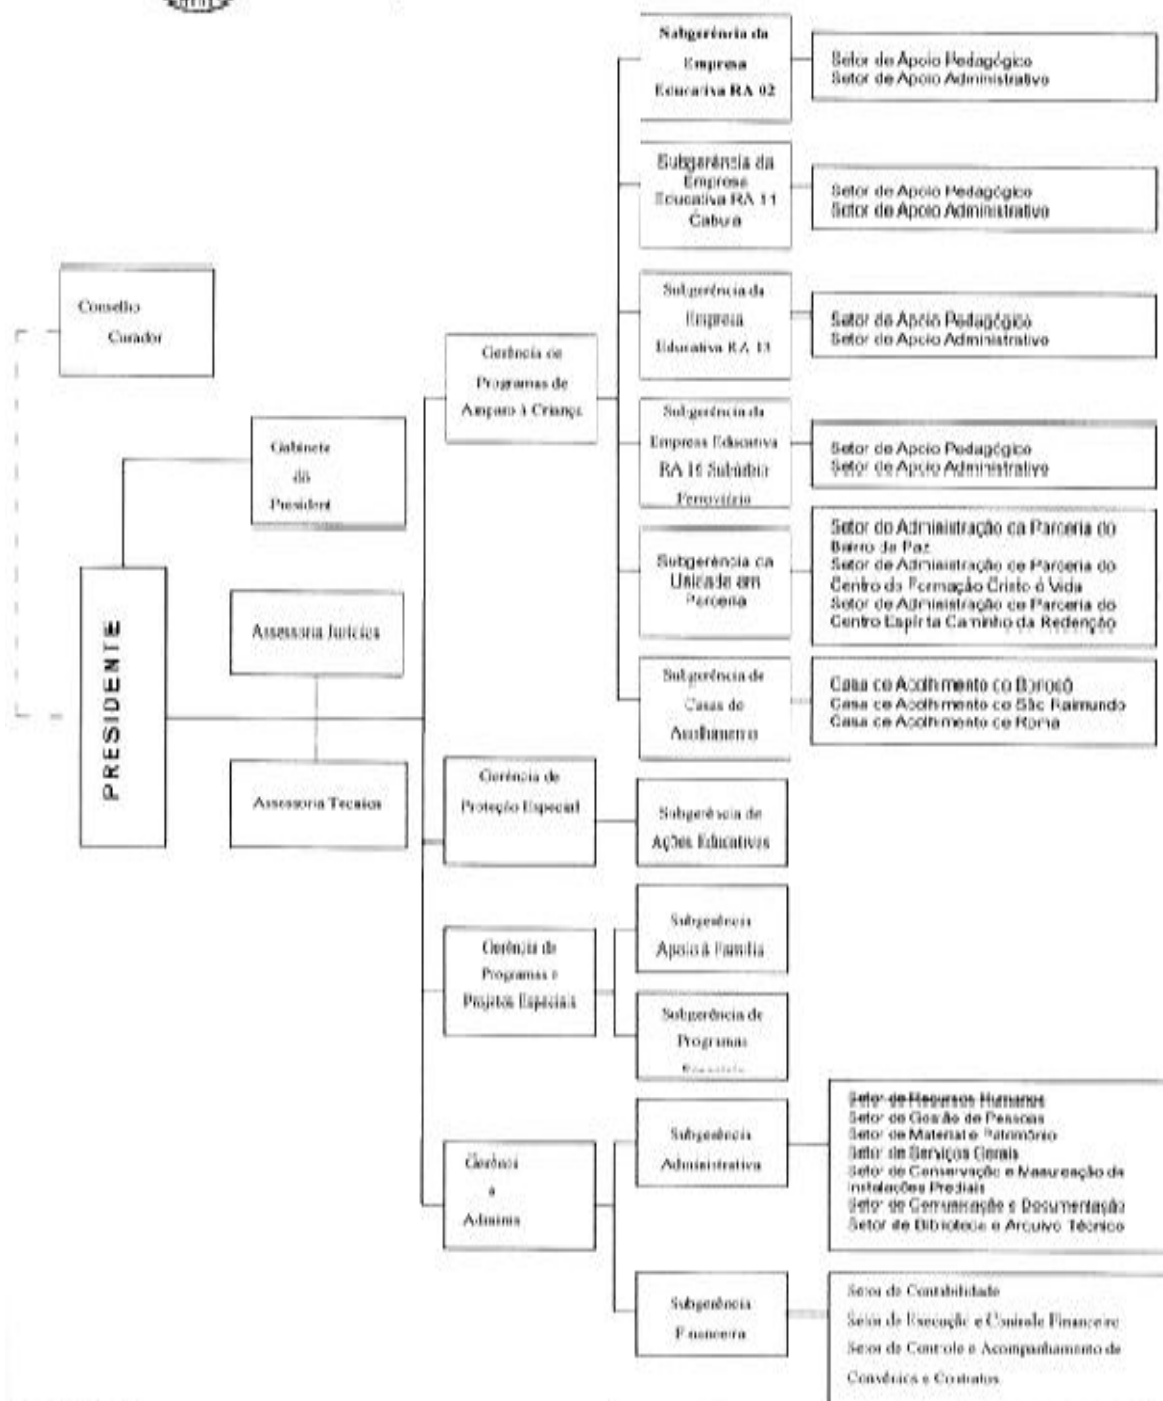 Subgerência da
Empresa
Educativa RA 02
Setor de Apoio Pedagógico
Setor de Apoio Administrativo
Subgerência da
Empresa
Educativa RA 11
Cabula
Setor de Apoio Pedagógico
Setor de Apoio Administrativo
Conselho
Curador
Subgerência da
Empresa
Educativa RA 13
Setor de Apoio Pedagógico
Setor de Apoio Administrativo
Gerência de
Programas de
Amparo à Criança
Gabinete
do
President
Subgerência da
Empresa Educativa
RA 16 Subúrbio
Ferroviário
Setor de Apoio Pedagógico
Setor de Apoio Administrativo
Subgerência da
Unidade em
Parceria
Setor de Administração da Parceria do
Bairro da Paz
Setor de Administração de Parceria do
Centro de Formação Cristo é Vida
Setor de Administração de Parceria do
Centro Espírita Caminho da Redenção
PRESIDENTE
Assessoria Jurídica
Subgerência de
Casas de
Acolhimento
Casa de Acolhimento do Bonocô
Casa de Acolhimento de São Raimundo
Casa de Acolhimento de Roma
Assessoria Técnica
Gerência de
Proteção Especial
Subgerência de
Ações Educativas
Gerência de
Programas e
Projetos Especiais
Subgerência
Apoio à Família
Subgerência de
Programas
Gerênci
a
Adminis
Subgerência
Administrativa
Setor de Recursos Humanos
Setor de Gestão de Pessoas
Setor de Material e Patrimônio
Setor de Serviços Gerais
Setor de Conservação e Manutenção de
Instalações Prediais
Setor de Comunicação e Documentação
Setor de Biblioteca e Arquivo Técnico
Subgerência
Financeira
Setor de Contabilidade
Setor de Execução e Controle Financeiro
Setor de Controle e Acompanhamento de
Convênios e Contratos